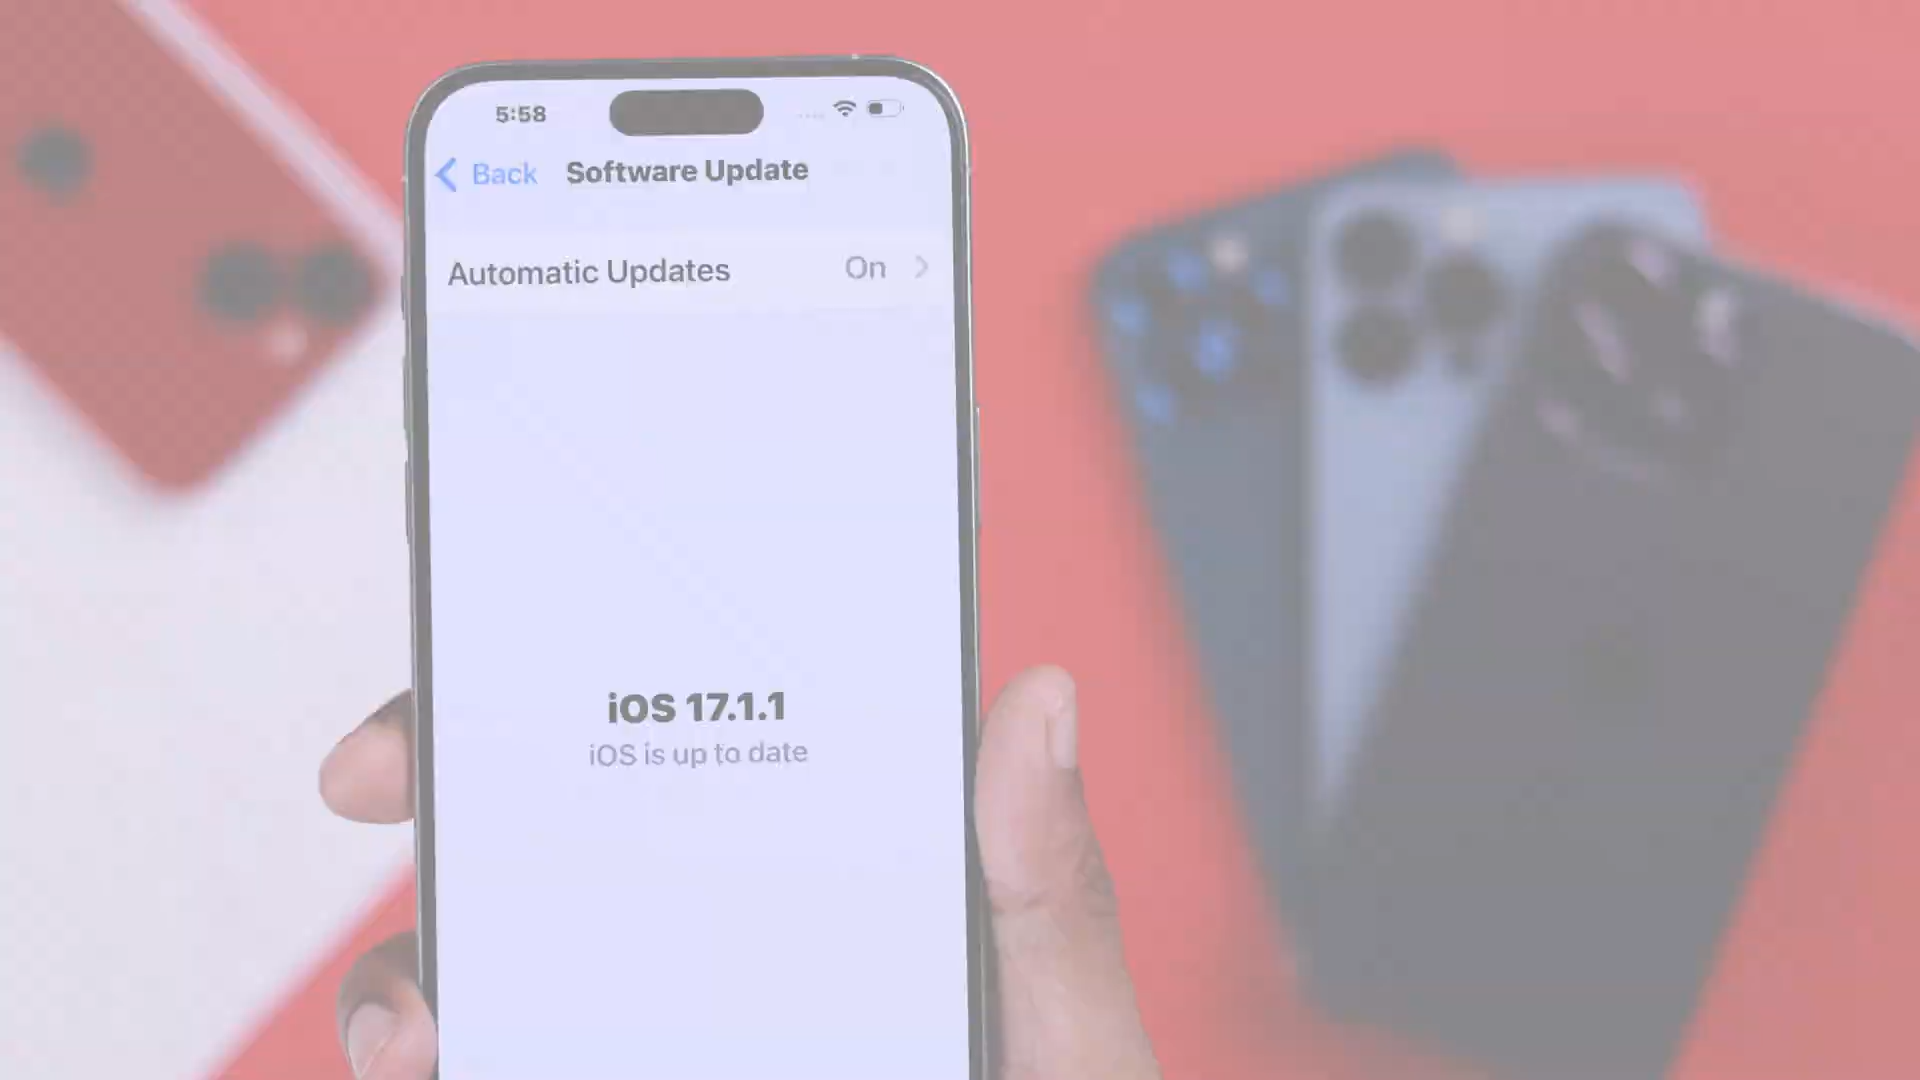 5:58
Back Software Update
Automatic Updates On
iOS 17.1.1
iOS is up to date